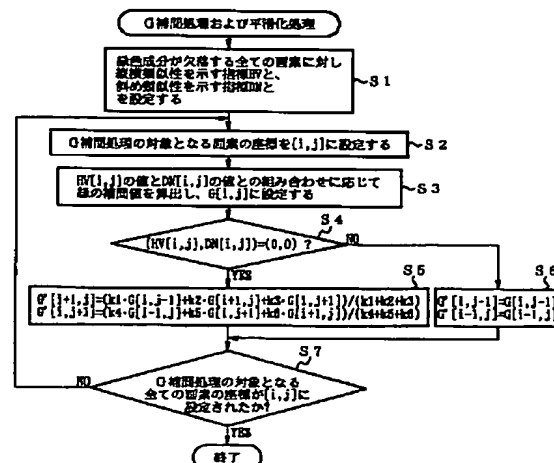 G補間処理および平滑化処理
緑色成分が欠落する全ての画素に対し
縦横類似性を示す指標HVと、
斜め類似性を示す指標DNと
を設定する
S1
G補間処理の対象となる画素の座標を[i,j]に設定する
S2
HV[i,j]の値とDN[i,j]の値との組み合わせに応じて
緑の補間値を算出し、G[i,j]に設定する
S3
S4
(HV[i,j],DN[i,j])=(0,0) ?
NO
YES
S5
G'[i+1,j]=(k1·G[i,j-1]+k2·G[i+1,j]+k3·G[i,j+1])/(k1+k2+k3)
G'[i,j+1]=(k4·G[i-1,j]+k5·G[i,j+1]+k6·G[i+1,j])/(k4+k5+k6)
S6
G'[i,j-1]=G[i,j-1]
G'[i-1,j]=G[i-1,j]
S7
NO
G補間処理の対象となる
全ての画素の座標が[i,j]に
設定されたか?
YES
終了